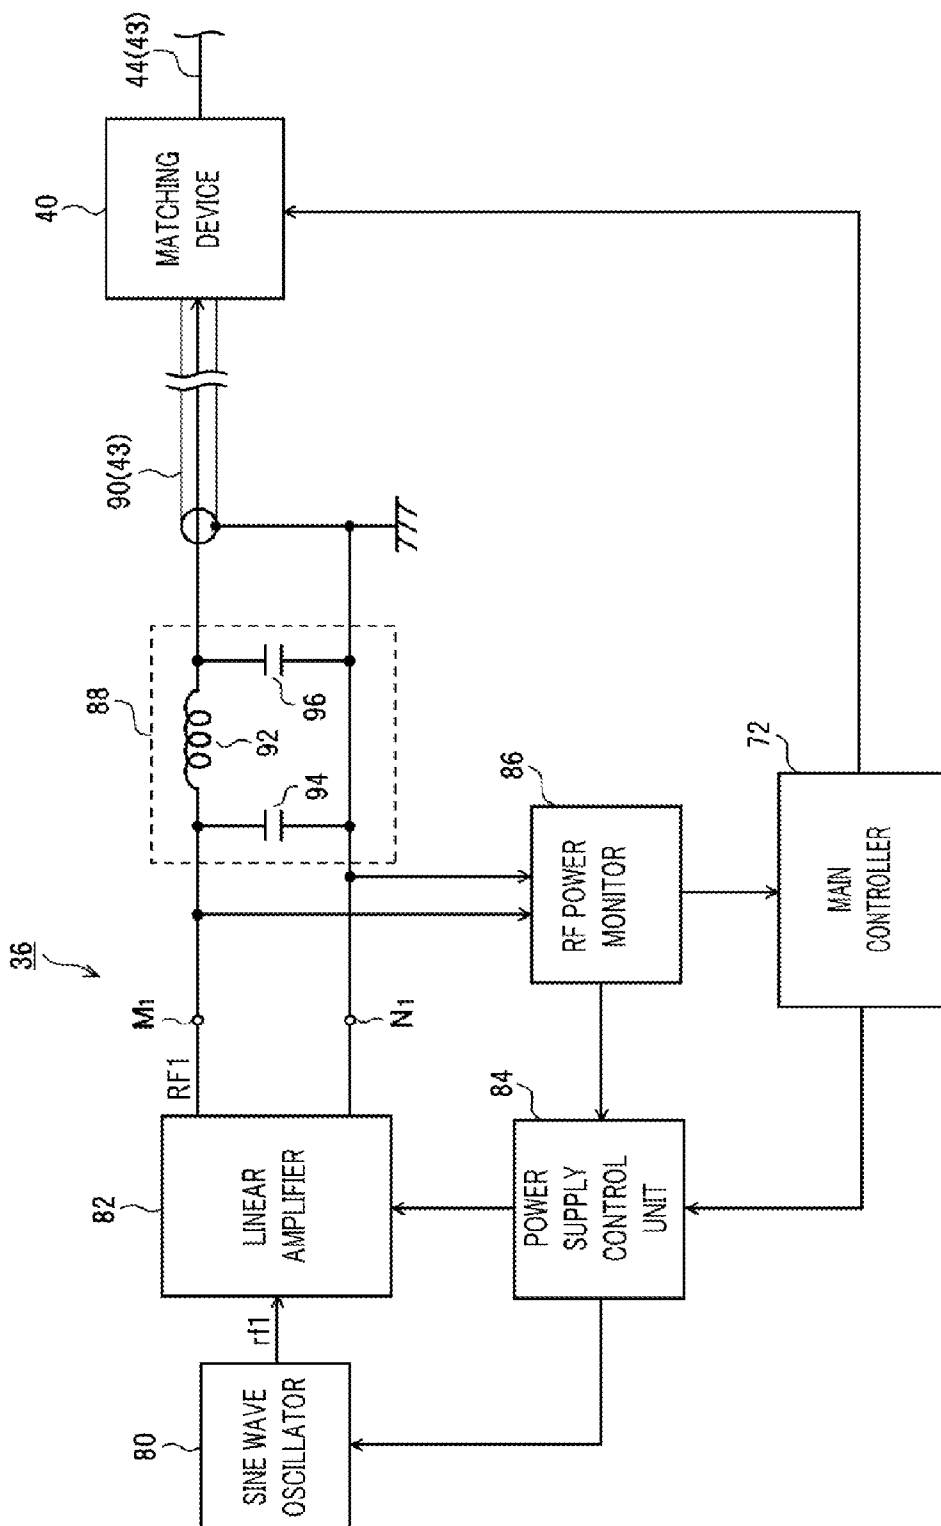 36
80
SINE WAVE
OSCILLATOR
rf1
82
LINEAR
AMPLIFIER
RF1
M1
N1
88
94
92
96
90(43)
40
MATCHING
DEVICE
44(43)
84
POWER
SUPPLY
CONTROL
UNIT
86
RF POWER
MONITOR
72
MAIN
CONTROLLER